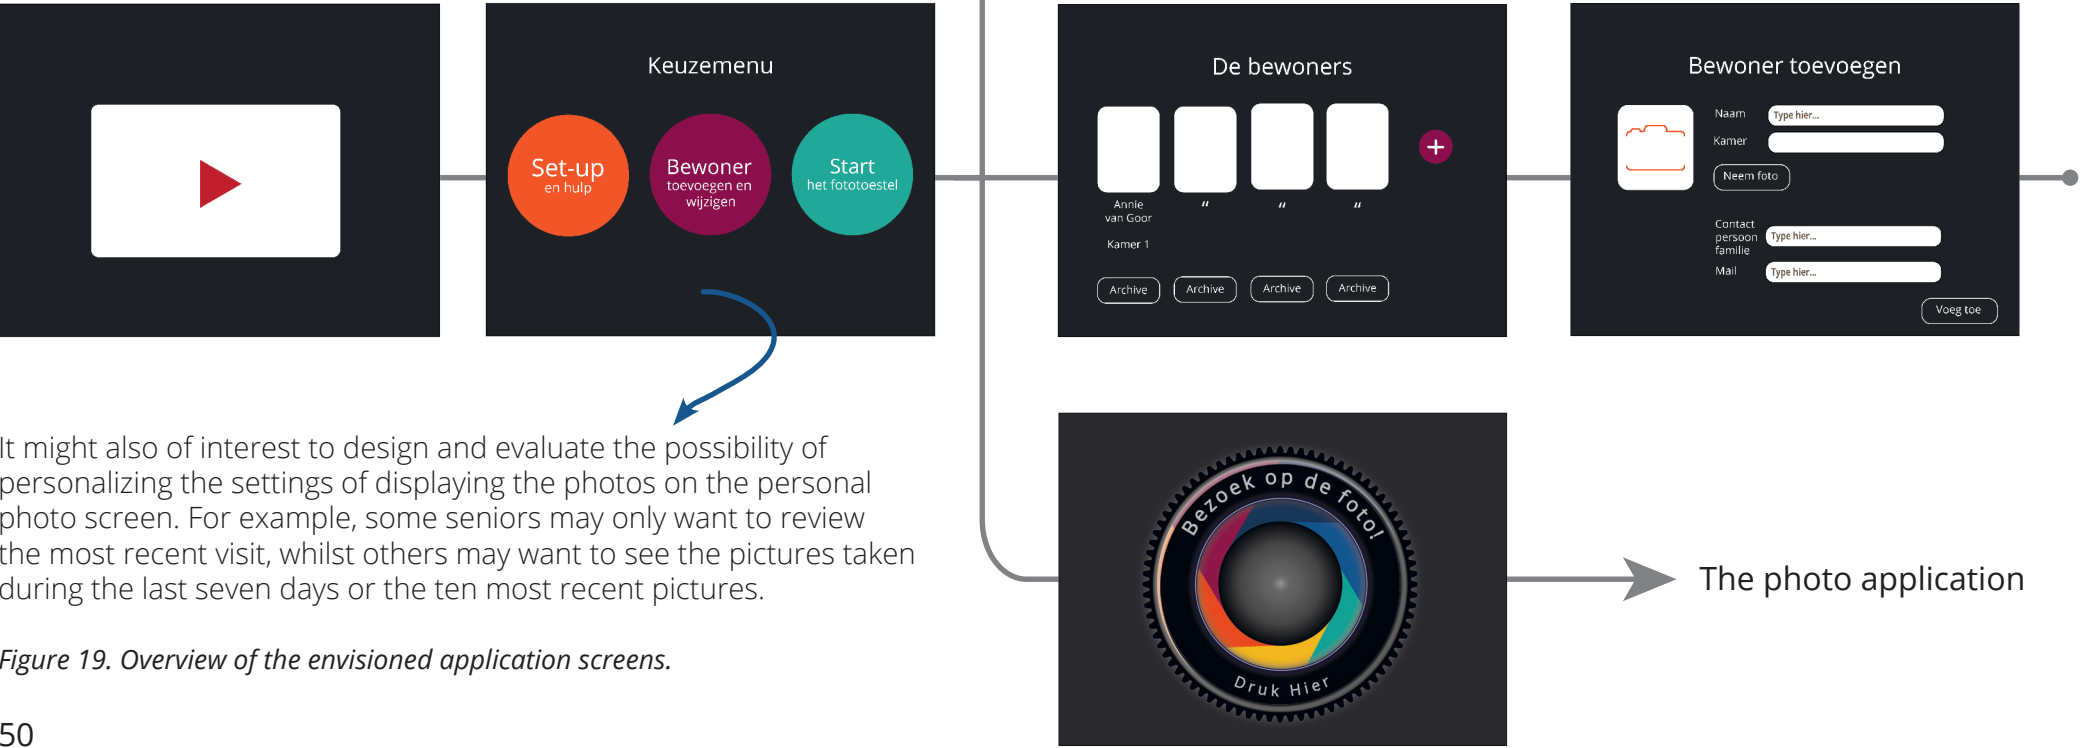 Keuzemenu
Set-up
en hulp
Bewoner
toevoegen en
wijzigen
Start
het fototoestel
De bewoners
Annie
van Goor
"
"
"
Kamer 1
Archive
Archive
Archive
Archive
Bewoner toevoegen
Naam
Type hier...
Kamer
Neem foto
Contact
persoon
familie
Type hier...
Mail
Type hier...
Voeg toe
It might also of interest to design and evaluate the possibility of
personalizing the settings of displaying the photos on the personal
photo screen. For example, some seniors may only want to review
the most recent visit, whilst others may want to see the pictures taken
during the last seven days or the ten most recent pictures.
Bezoek op de foto!
Druk Hier
The photo application
Figure 19. Overview of the envisioned application screens.
50